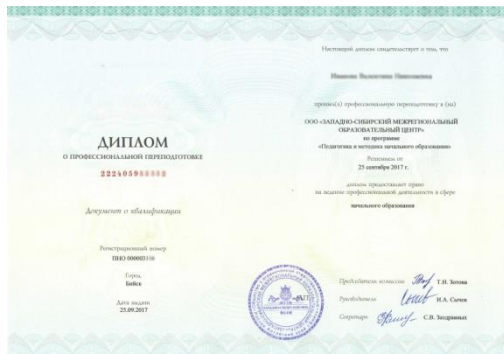 ДИПЛОМ
О ПРОФЕССИОНАЛЬНОЙ ПЕРЕПОДГОТОВКЕ
Документ о квалификации
Регистрационный номер
Город
Бийск
Дата выдачи
25.09.2017
Настоящий диплом свидетельствует о том, что
прошел(а) профессиональную переподготовку в (на)
ООО «ЗАПАДНО-СИБИРСКИЙ МЕЖРЕГИОНАЛЬНЫЙ
ОБРАЗОВАТЕЛЬНЫЙ ЦЕНТР»
по программе
«Педагогика и методика начального образования»
Решением от
25 сентября 2017 г.
диплом предоставляет право
на ведение профессиональной деятельности в сфере
начального образования
Председатель комиссии Т.Н. Зотова
Руководитель Н.А. Сычев
Секретарь С.В.